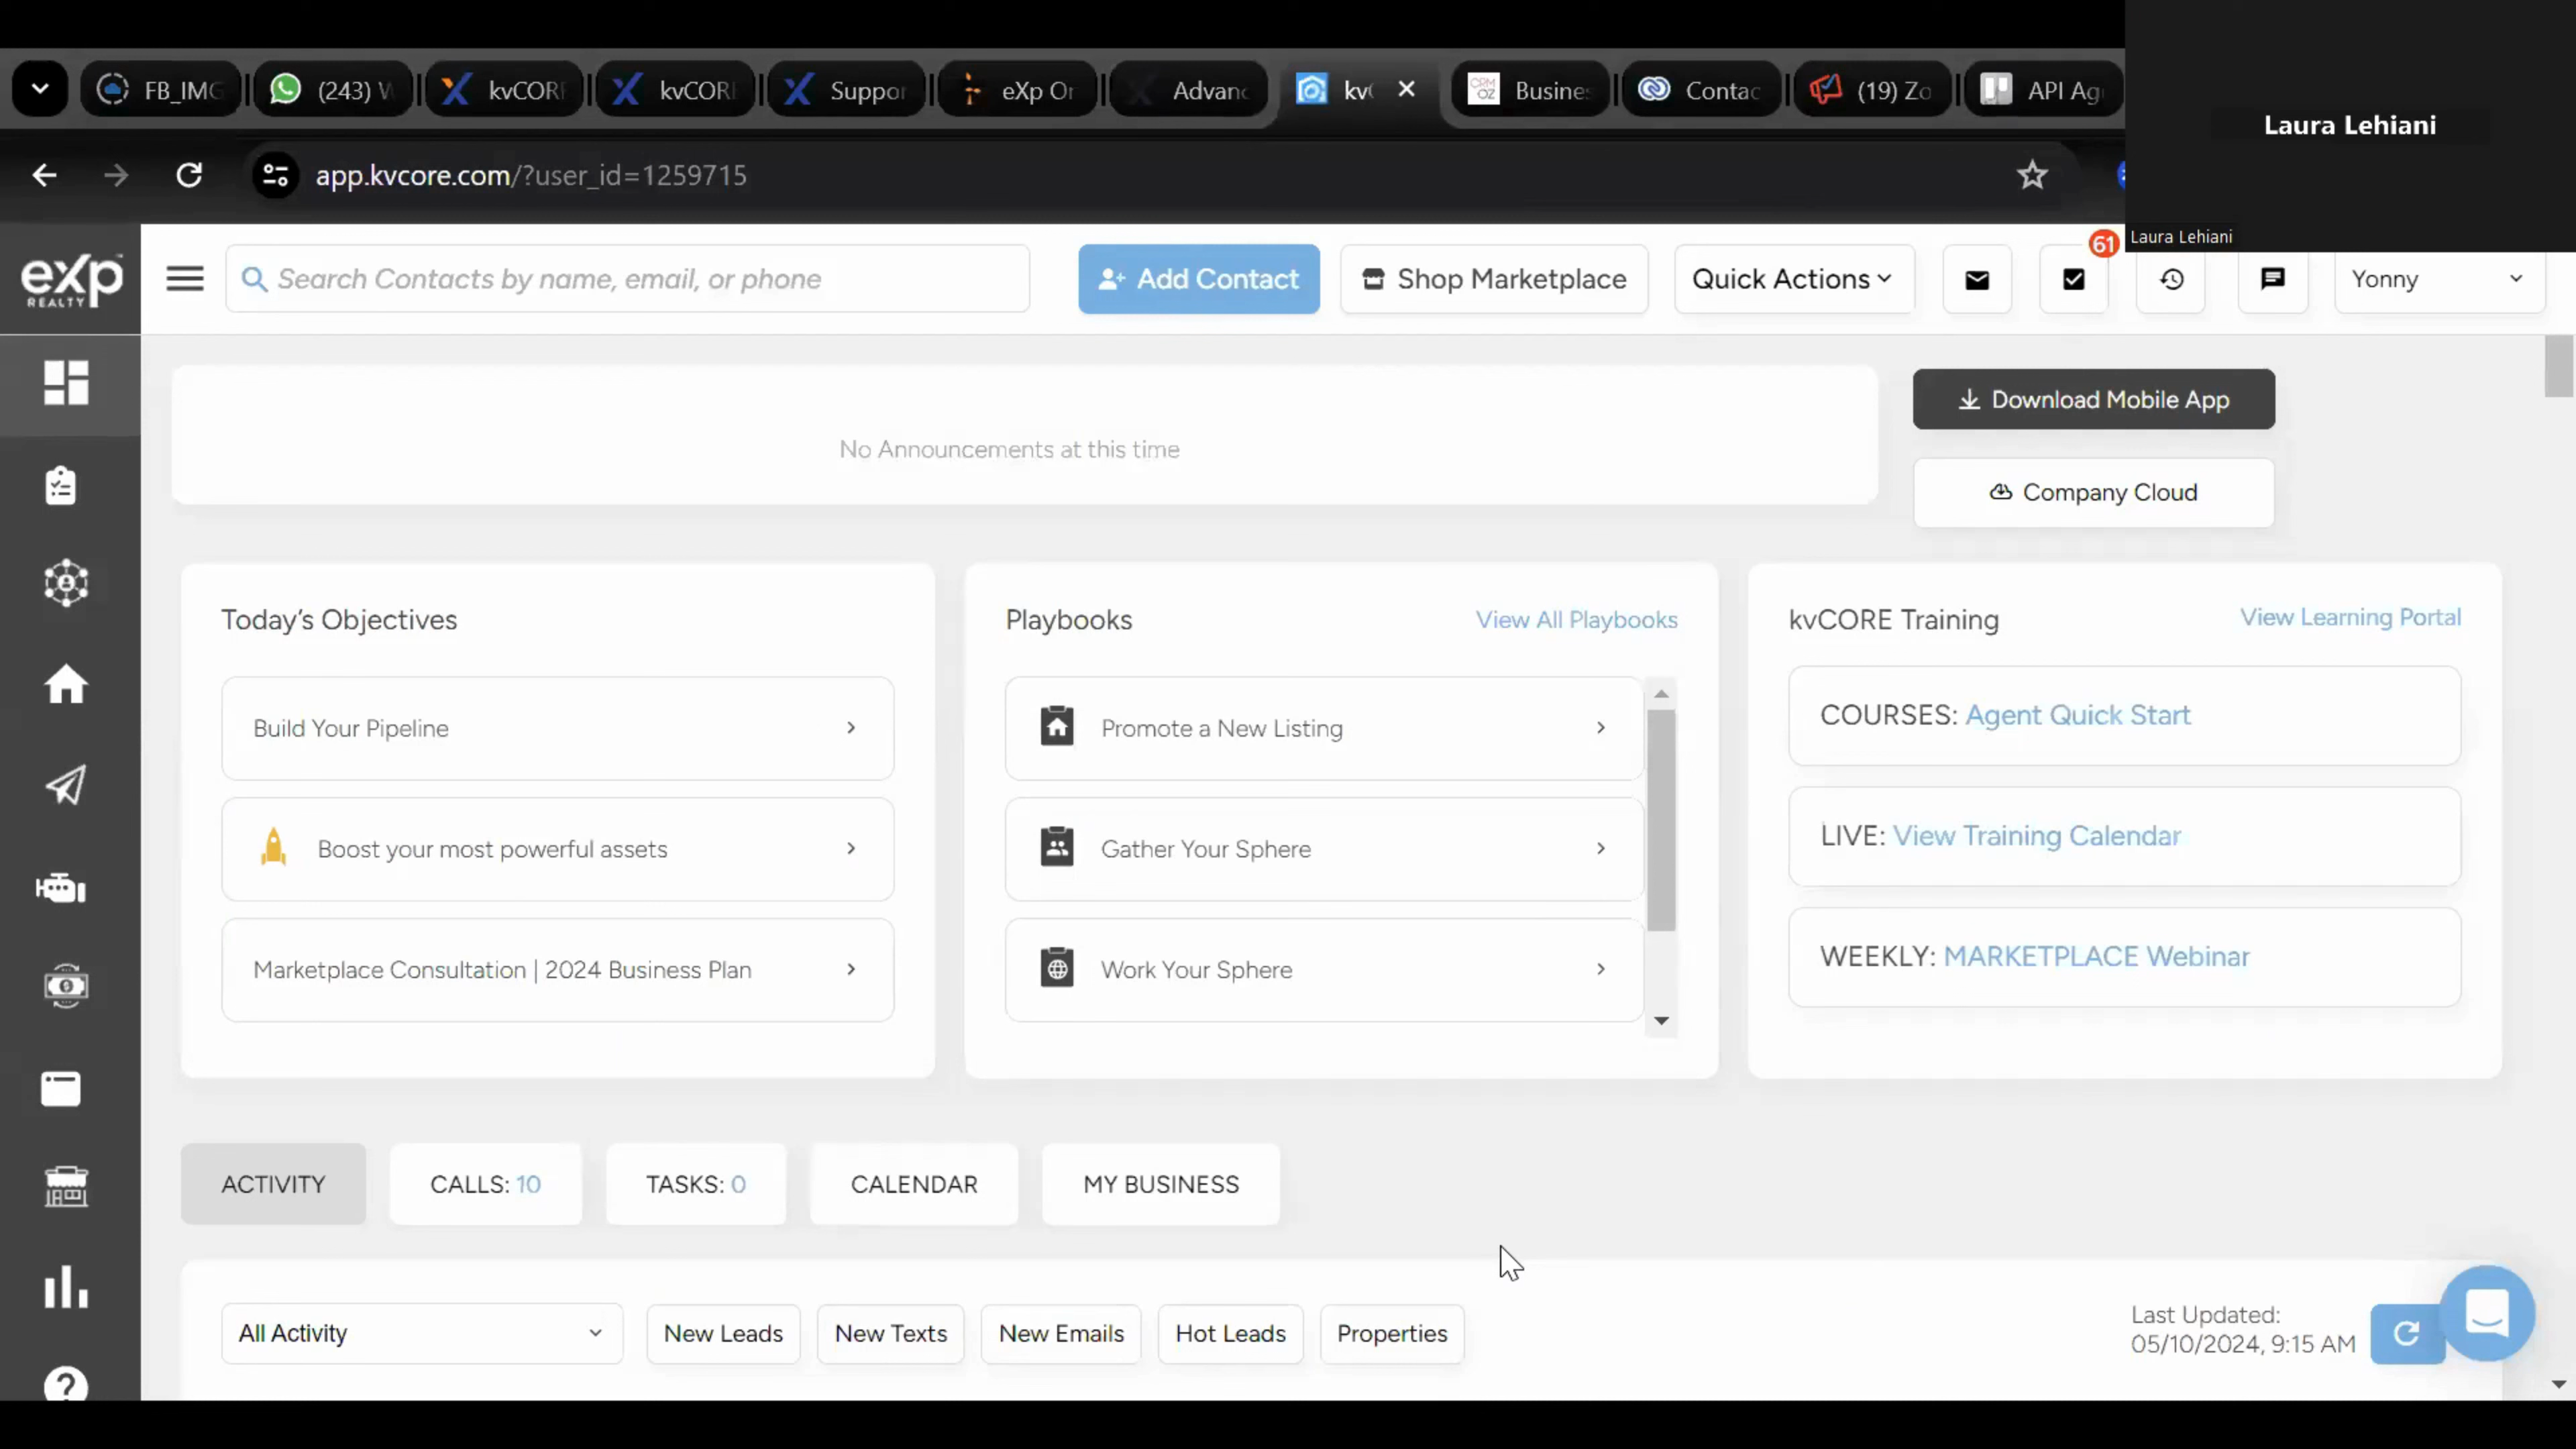 FB_IMG
(243) W
kvCORE
kvCORE
Suppor
eXp Or
Advanc
kvC
Busines
Contac
(19) Zo
API Ag
Laura Lehiani
app.kvcore.com/?user_id=1259715
Laura Lehiani
eXp
REALTY
Search Contacts by name, email, or phone
Add Contact
Shop Marketplace
Quick Actions
61
Yonny
No Announcements at this time
Download Mobile App
Company Cloud
Today's Objectives
Build Your Pipeline
Boost your most powerful assets
Marketplace Consultation | 2024 Business Plan
Playbooks
View All Playbooks
Promote a New Listing
Gather Your Sphere
Work Your Sphere
kvCORE Training
View Learning Portal
COURSES: Agent Quick Start
LIVE: View Training Calendar
WEEKLY: MARKETPLACE Webinar
ACTIVITY
CALLS: 10
TASKS: 0
CALENDAR
MY BUSINESS
All Activity
New Leads
New Texts
New Emails
Hot Leads
Properties
Last Updated:
05/10/2024, 9:15 AM